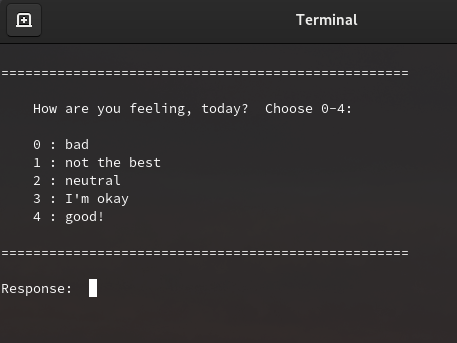 Terminal
===================================================
How are you feeling, today?  Choose 0-4:
0 : bad
1 : not the best
2 : neutral
3 : I'm okay
4 : good!
===================================================
Response: